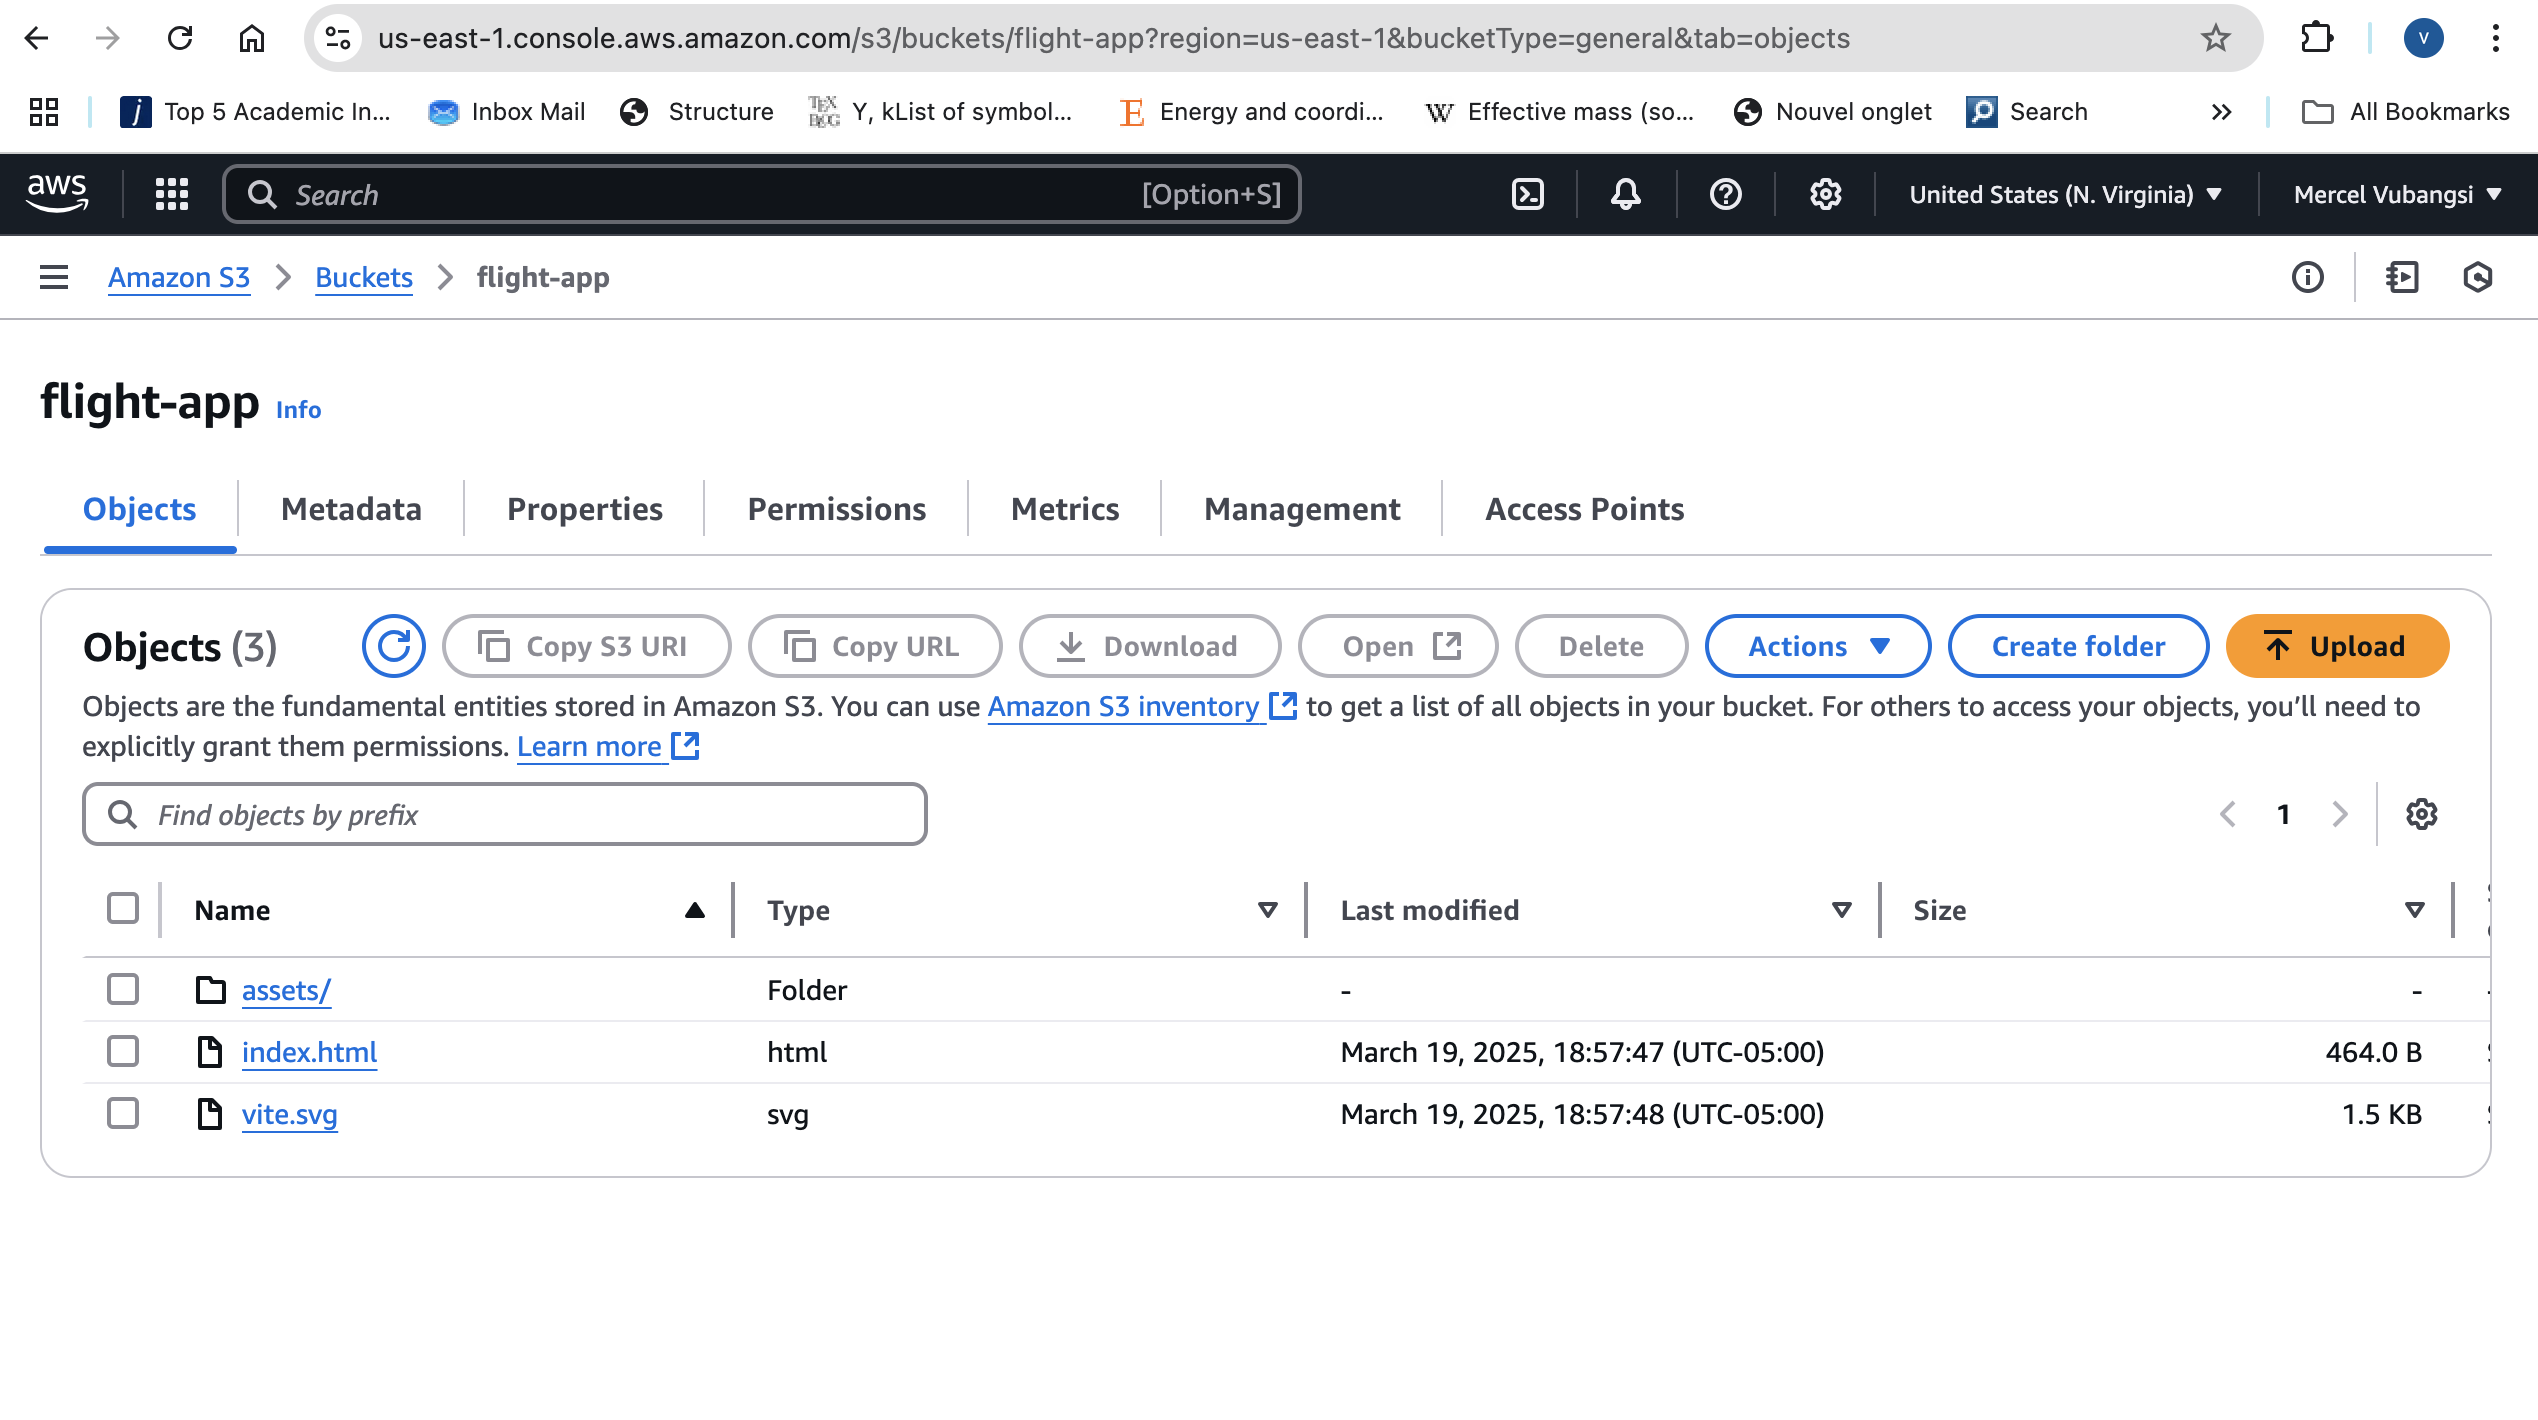 us-east-1.console.aws.amazon.com/s3/buckets/flight-app?region=us-east-1&bucketType=general&tab=objects
V
j Top 5 Academic In... Inbox Mail Structure TEX BLOG Y, kList of symbol... E Energy and coordi... W Effective mass (so... Nouvel onglet Search All Bookmarks
aws Search [Option+S] United States (N. Virginia) Mercel Vubangsi
Amazon S3 Buckets flight-app
flight-app Info
Objects Metadata Properties Permissions Metrics Management Access Points
Objects (3) Copy S3 URI Copy URL Download Open Delete Actions Create folder Upload
Objects are the fundamental entities stored in Amazon S3. You can use Amazon S3 inventory to get a list of all objects in your bucket. For others to access your objects, you'll need to
explicitly grant them permissions. Learn more
Find objects by prefix 1
Name Type Last modified Size
assets/ Folder - -
index.html html March 19, 2025, 18:57:47 (UTC-05:00) 464.0 B
vite.svg svg March 19, 2025, 18:57:48 (UTC-05:00) 1.5 KB